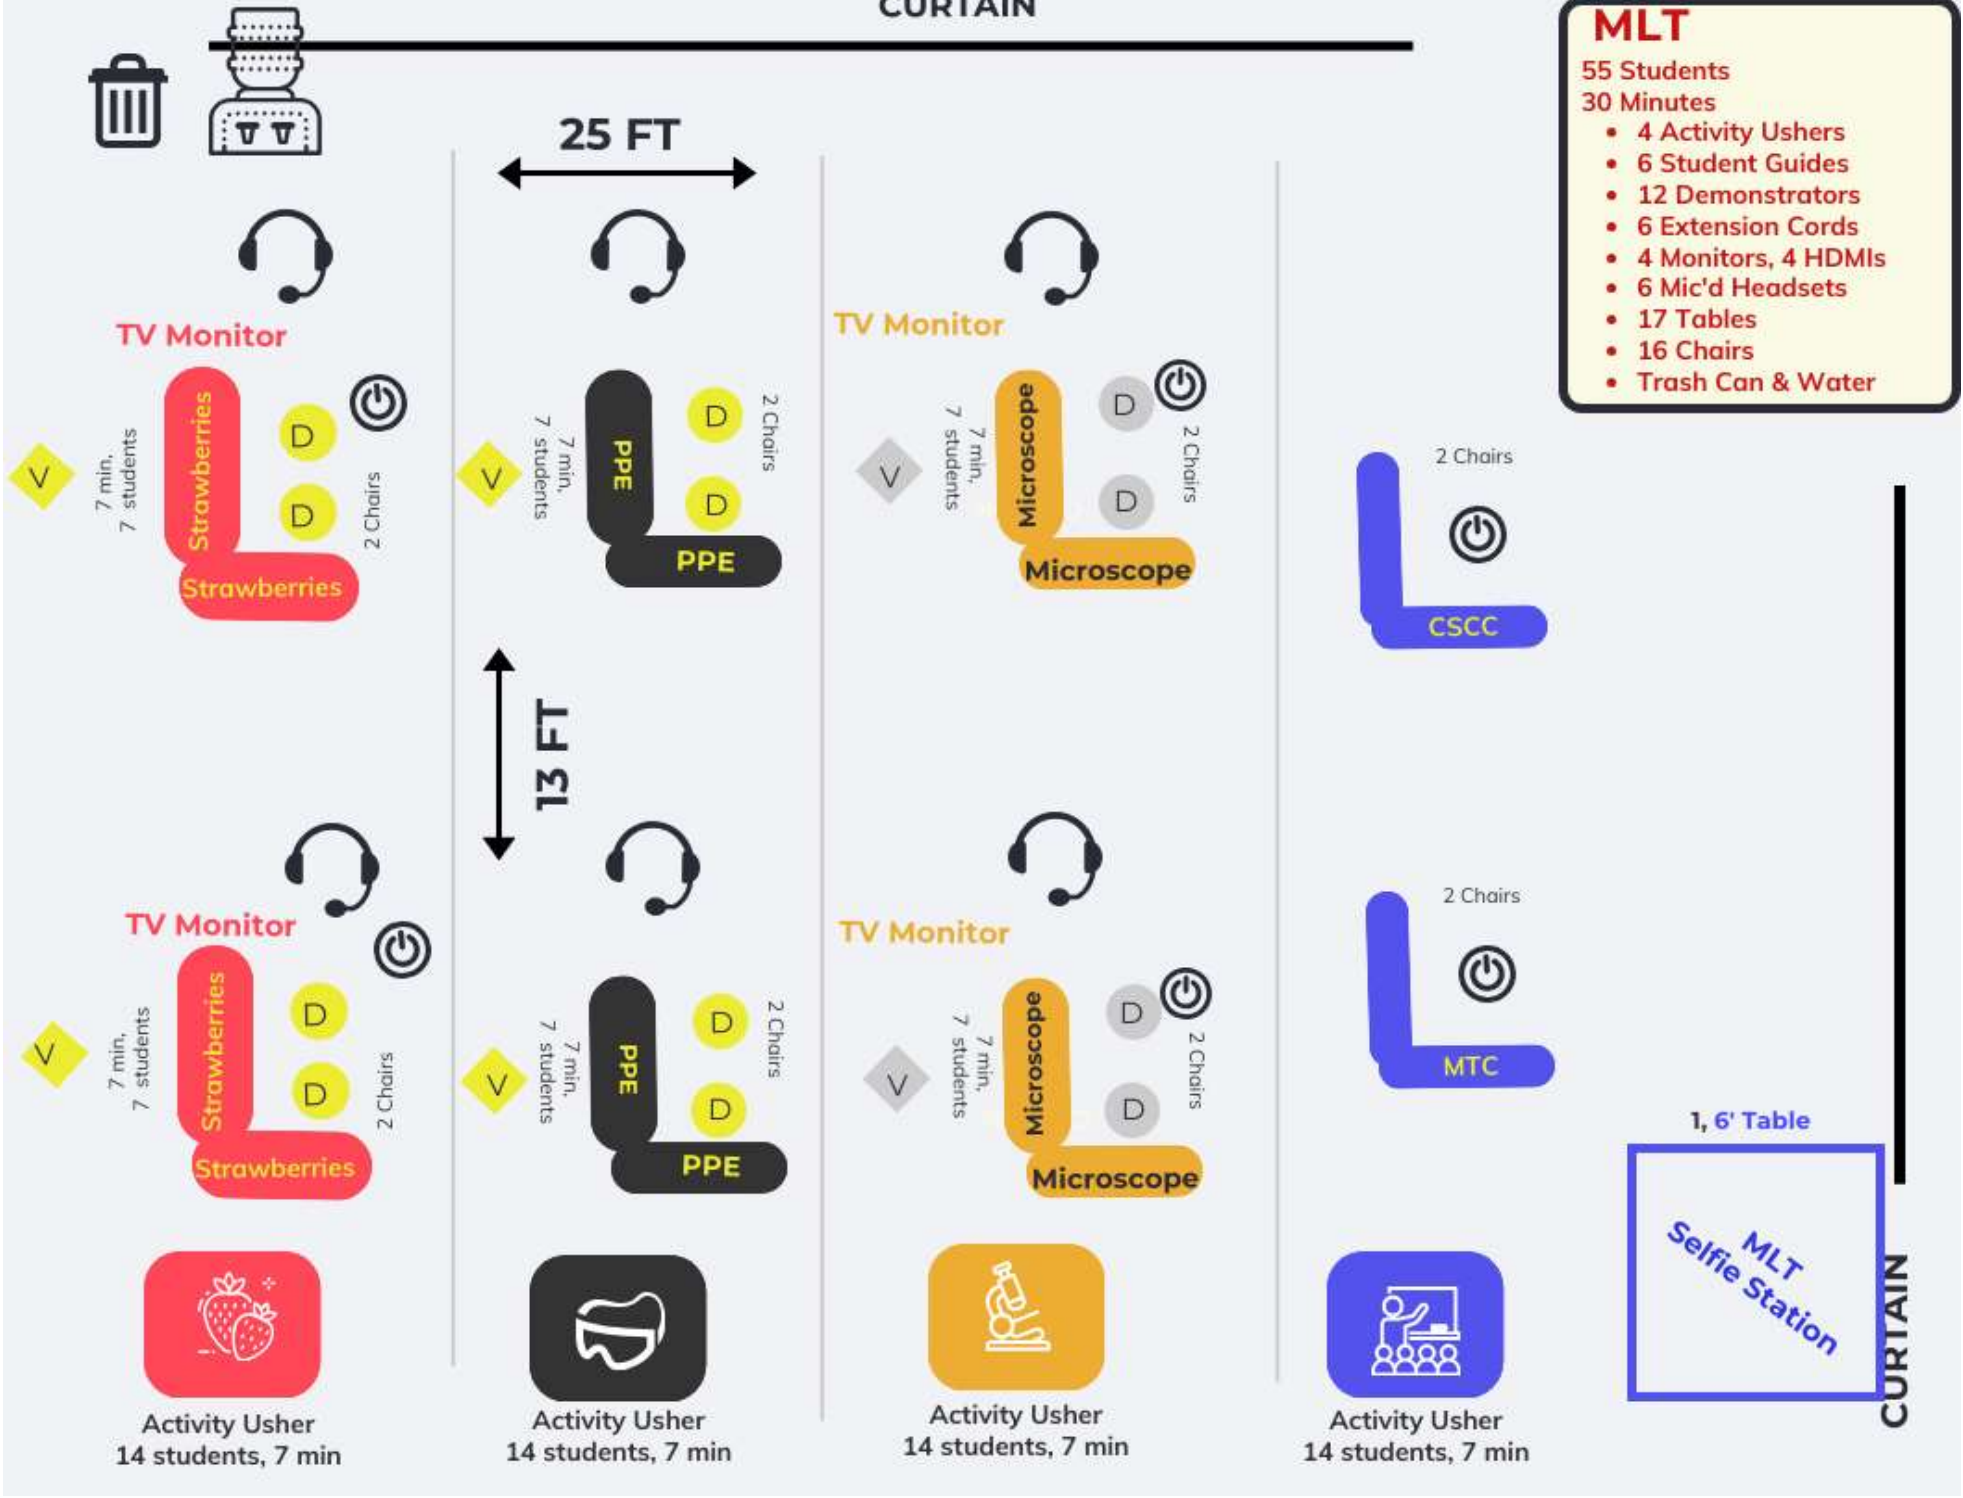 CURTAIN
MLT
55 Students
30 Minutes
• 4 Activity Ushers
• 6 Student Guides
• 12 Demonstrators
• 6 Extension Cords
• 4 Monitors, 4 HDMIs
• 6 Mic'd Headsets
• 17 Tables
• 16 Chairs
• Trash Can & Water
25 FT
TV Monitor
V
7 min,
7 students
Strawberries
D
D
2 Chairs
Strawberries
V
7 min,
7 students
PPE
D
D
2 Chairs
PPE
TV Monitor
V
7 min,
7 students
Microscope
D
D
2 Chairs
Microscope
2 Chairs
CSCC
13 FT
TV Monitor
V
7 min,
7 students
Strawberries
D
D
2 Chairs
Strawberries
V
7 min,
7 students
PPE
D
D
2 Chairs
PPE
TV Monitor
V
7 min,
7 students
Microscope
D
D
2 Chairs
Microscope
2 Chairs
MTC
1, 6' Table
MLT
Selfie Station
CURTAIN
Activity Usher
14 students, 7 min
Activity Usher
14 students, 7 min
Activity Usher
14 students, 7 min
Activity Usher
14 students, 7 min